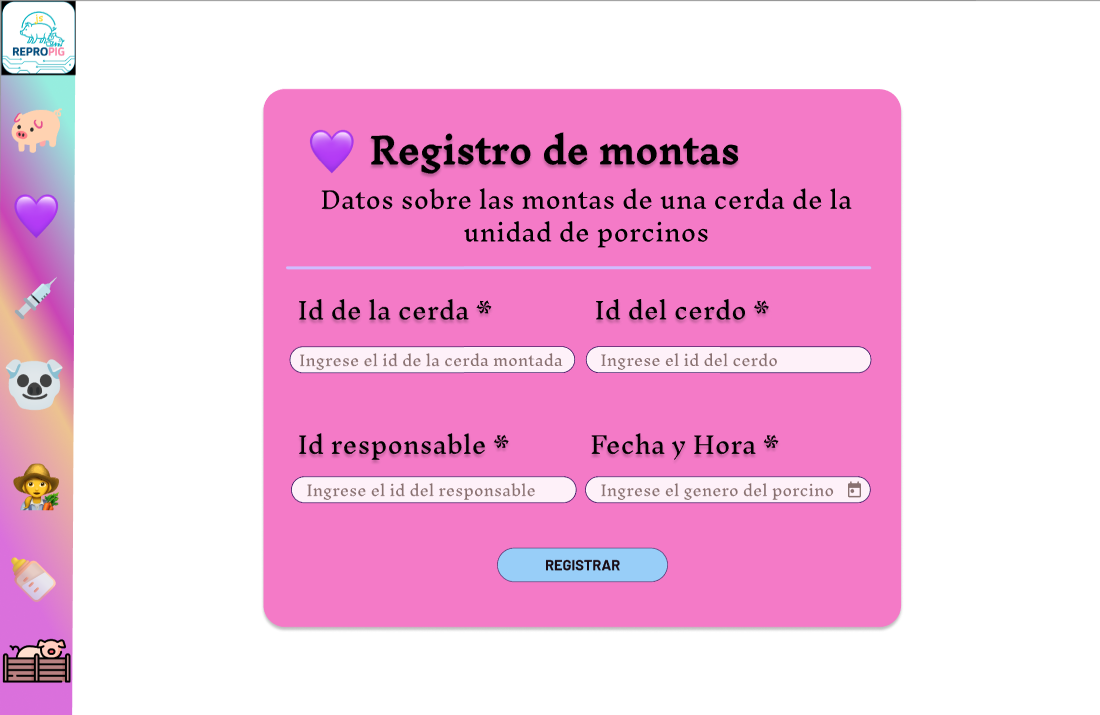 REPROPIG
Registro de montas
Datos sobre las montas de una cerda de la
unidad de porcinos
Id de la cerda *
Id del cerdo *
Ingrese el id de la cerda montada
Ingrese el id del cerdo
Id responsable *
Fecha y Hora *
Ingrese el id del responsable
Ingrese el genero del porcino
REGISTRAR